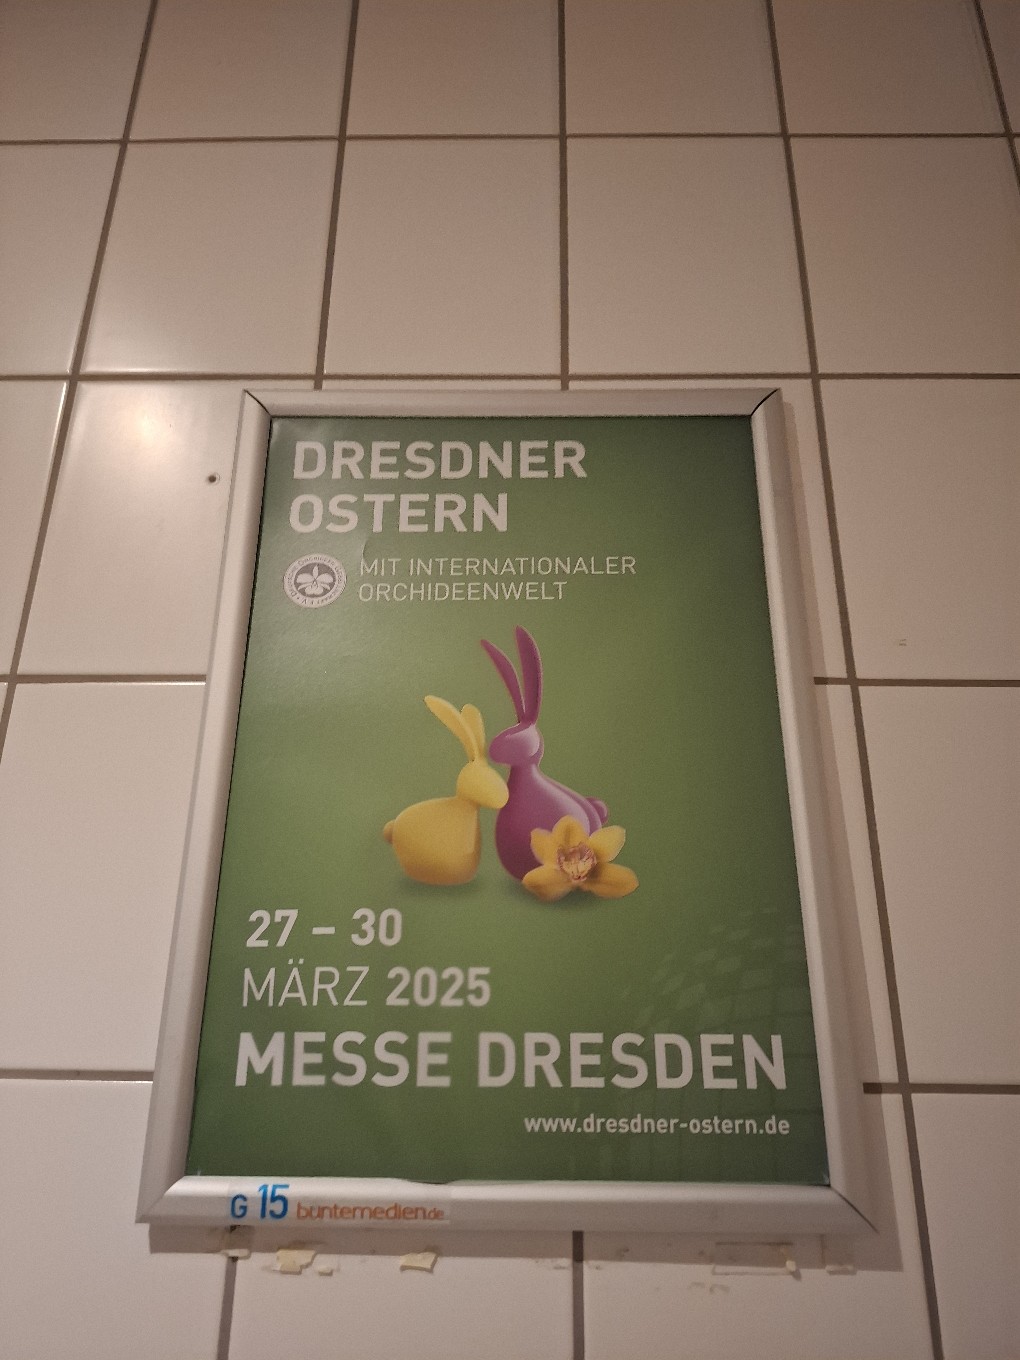 DRESDNER
OSTERN
MIT INTERNATIONALER
ORCHIDEENWELT
27 – 30
MÄRZ 2025
MESSE DRESDEN
www.dresdner-ostern.de
G 15 buntemedien.de